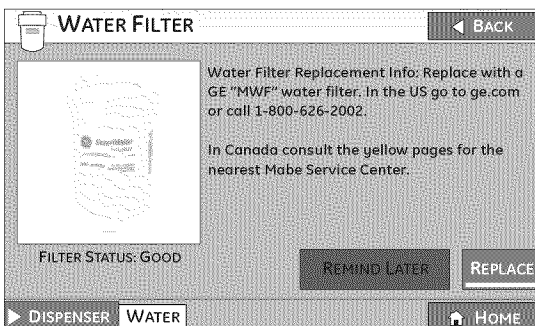 WATER FILTER
BACK
Water Filter Replacement Info: Replace with a
GE "MWF" water filter. In the US go to ge.com
or call 1-800-626-2002.
In Canada consult the yellow pages for the
nearest Mabe Service Center.
FILTER STATUS: GOOD
REMIND LATER
REPLACE
DISPENSER
WATER
HOME